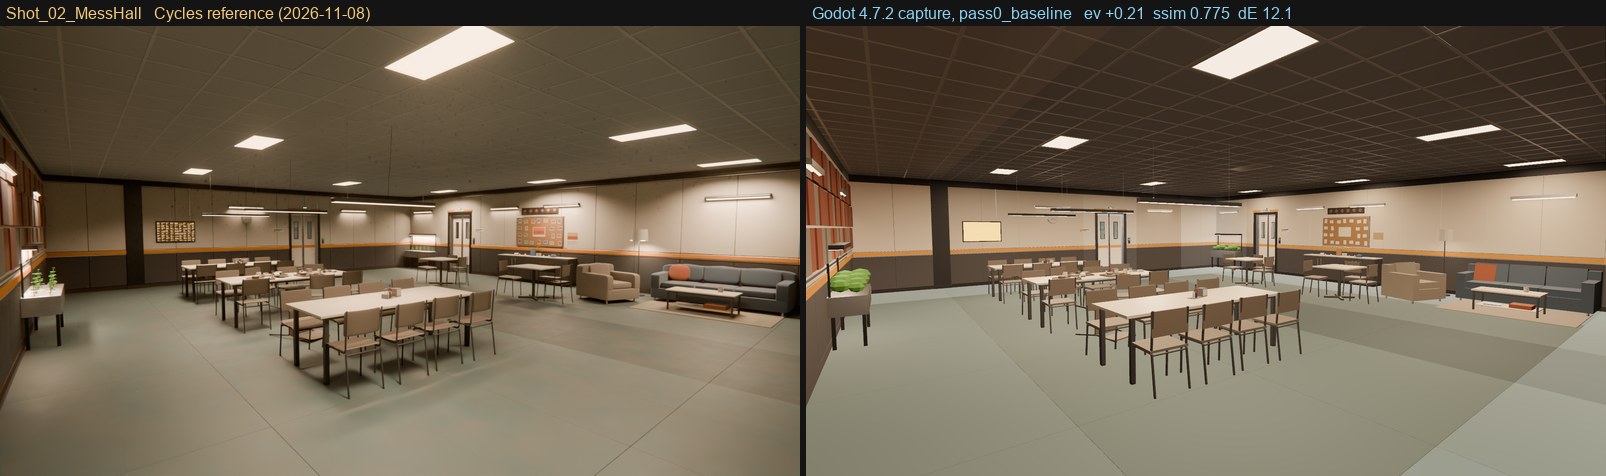 Shot_02_MessHall   Cycles reference (2026-11-08)
Godot 4.7.2 capture, pass0_baseline   ev +0.21  ssim 0.775  dE 12.1